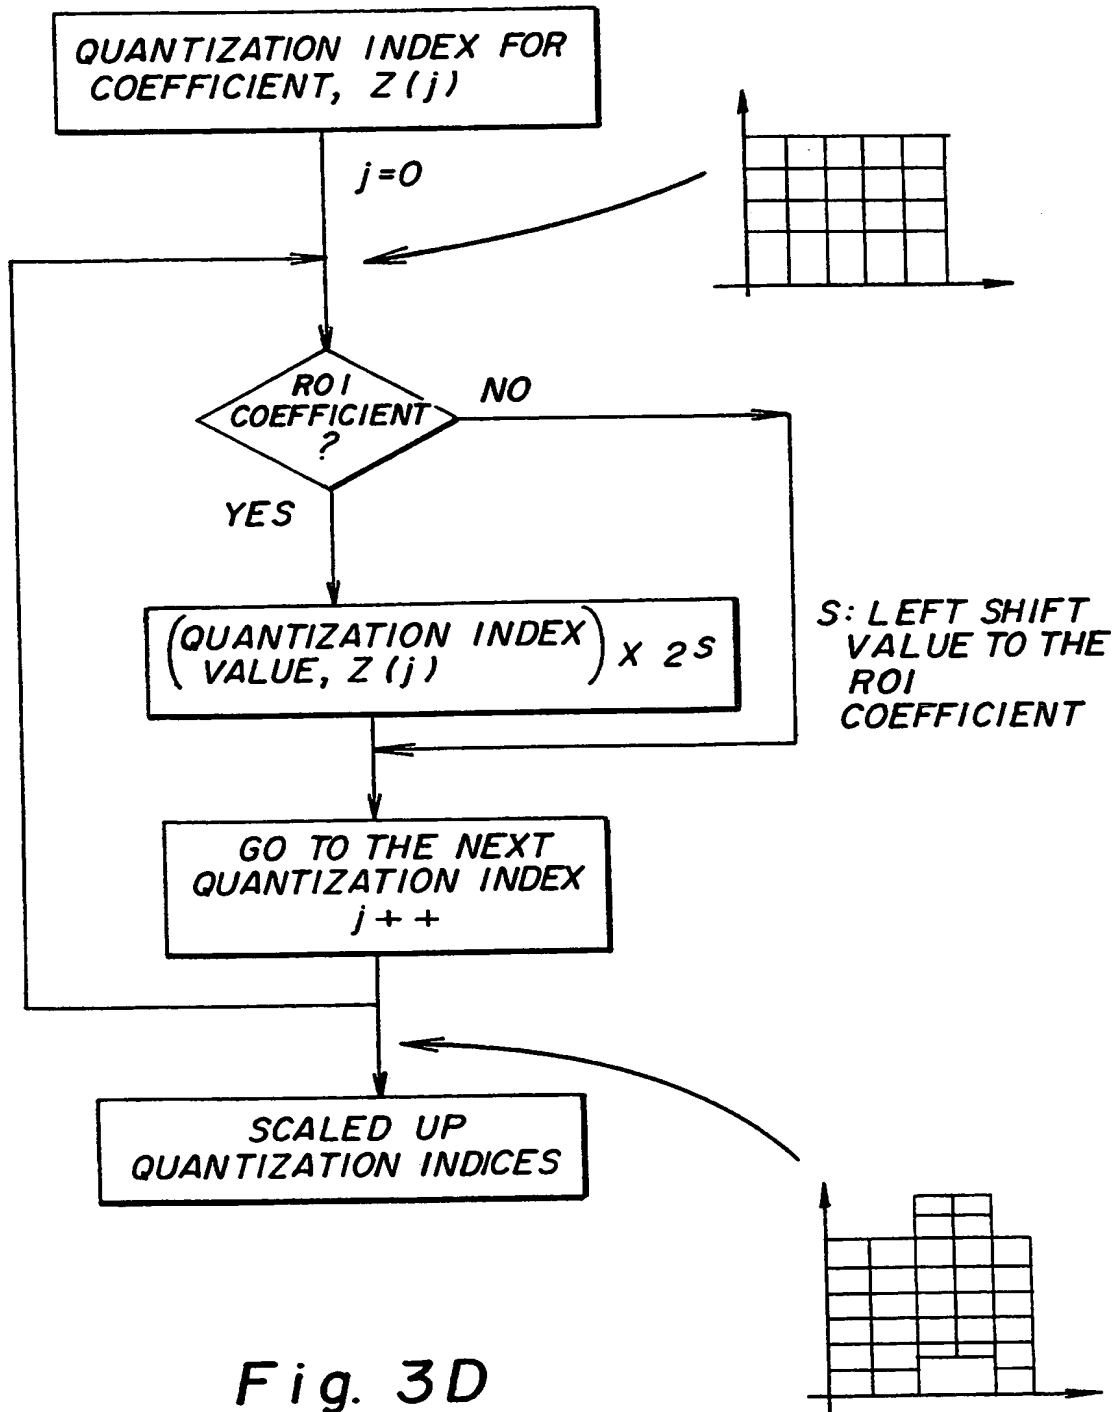 QUANTIZATION INDEX FOR
COEFFICIENT, Z(j)
j=0
ROI
COEFFICIENT
?
NO
YES
(QUANTIZATION INDEX
VALUE, Z(j)) X 2^S
S: LEFT SHIFT
VALUE TO THE
ROI
COEFFICIENT
GO TO THE NEXT
QUANTIZATION INDEX
j++
SCALED UP
QUANTIZATION INDICES
Fig. 3D